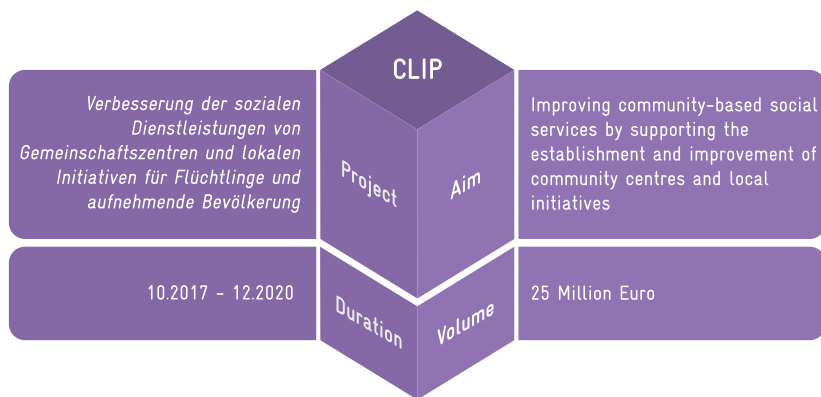 CLIP
Verbesserung der sozialen
Dienstleistungen von
Gemeinschaftszentren und lokalen
Initiativen für Flüchtlinge und
aufnehmende Bevölkerung
Project
Aim
Improving community-based social
services by supporting the
establishment and improvement of
community centres and local
initiatives
10.2017 - 12.2020
Duration
Volume
25 Million Euro